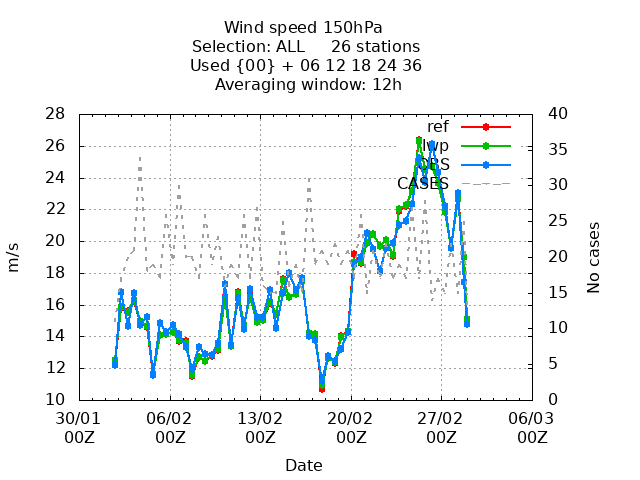 Wind speed 150hPa
Selection: ALL 26 stations
Used {00} + 06 12 18 24 36
Averaging window: 12h
28
26
24
22
20
18
16
14
12
10
40
35
30
25
20
15
10
5
0
ref
lwp
OBS
CASES
m/s
No cases
30/01 06/02 13/02 20/02 27/02 06/03
00Z 00Z 00Z 00Z 00Z 00Z
Date